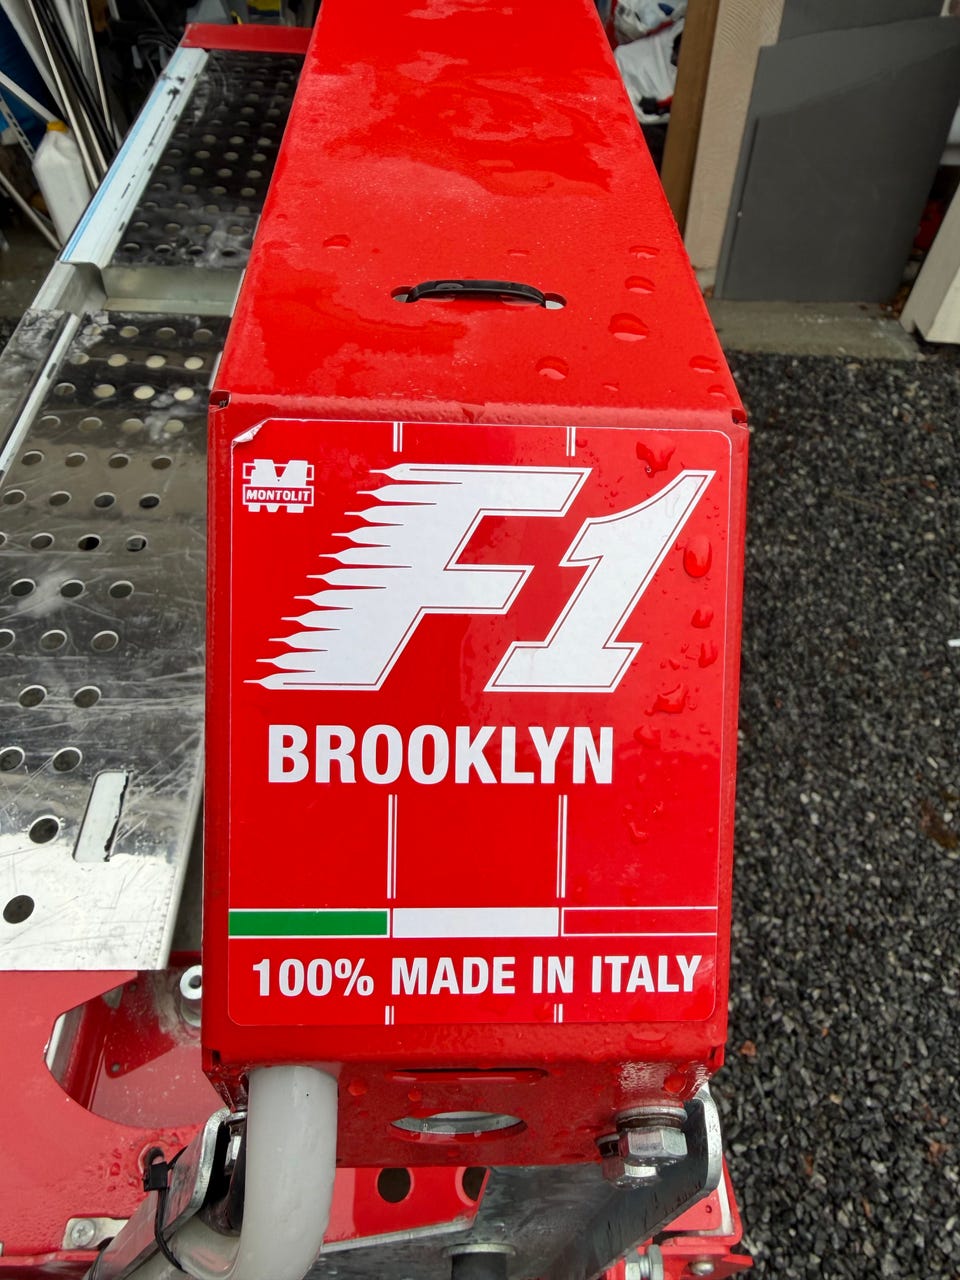 MONTOLIT
F1
BROOKLYN
100% MADE IN ITALY